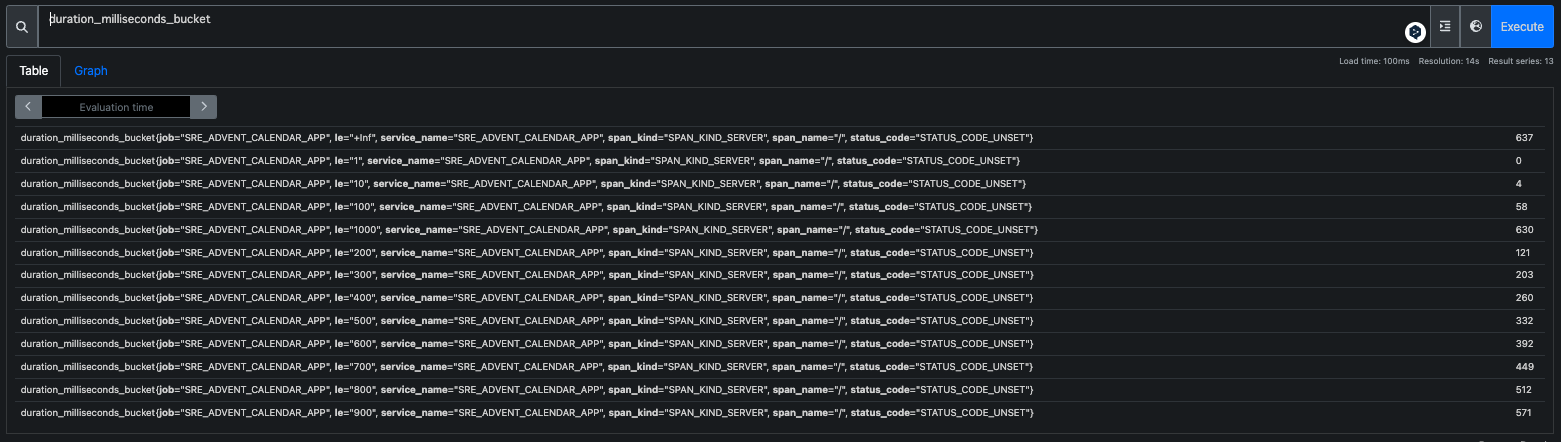 duration_milliseconds_bucket
Execute
Table Graph
Load time: 100ms Resolution: 14s Result series: 13
Evaluation time
duration_milliseconds_bucket{job="SRE_ADVENT_CALENDAR_APP", le="+Inf", service_name="SRE_ADVENT_CALENDAR_APP", span_kind="SPAN_KIND_SERVER", span_name="/", status_code="STATUS_CODE_UNSET"} 637
duration_milliseconds_bucket{job="SRE_ADVENT_CALENDAR_APP", le="1", service_name="SRE_ADVENT_CALENDAR_APP", span_kind="SPAN_KIND_SERVER", span_name="/", status_code="STATUS_CODE_UNSET"} 0
duration_milliseconds_bucket{job="SRE_ADVENT_CALENDAR_APP", le="10", service_name="SRE_ADVENT_CALENDAR_APP", span_kind="SPAN_KIND_SERVER", span_name="/", status_code="STATUS_CODE_UNSET"} 4
duration_milliseconds_bucket{job="SRE_ADVENT_CALENDAR_APP", le="100", service_name="SRE_ADVENT_CALENDAR_APP", span_kind="SPAN_KIND_SERVER", span_name="/", status_code="STATUS_CODE_UNSET"} 58
duration_milliseconds_bucket{job="SRE_ADVENT_CALENDAR_APP", le="1000", service_name="SRE_ADVENT_CALENDAR_APP", span_kind="SPAN_KIND_SERVER", span_name="/", status_code="STATUS_CODE_UNSET"} 630
duration_milliseconds_bucket{job="SRE_ADVENT_CALENDAR_APP", le="200", service_name="SRE_ADVENT_CALENDAR_APP", span_kind="SPAN_KIND_SERVER", span_name="/", status_code="STATUS_CODE_UNSET"} 121
duration_milliseconds_bucket{job="SRE_ADVENT_CALENDAR_APP", le="300", service_name="SRE_ADVENT_CALENDAR_APP", span_kind="SPAN_KIND_SERVER", span_name="/", status_code="STATUS_CODE_UNSET"} 203
duration_milliseconds_bucket{job="SRE_ADVENT_CALENDAR_APP", le="400", service_name="SRE_ADVENT_CALENDAR_APP", span_kind="SPAN_KIND_SERVER", span_name="/", status_code="STATUS_CODE_UNSET"} 260
duration_milliseconds_bucket{job="SRE_ADVENT_CALENDAR_APP", le="500", service_name="SRE_ADVENT_CALENDAR_APP", span_kind="SPAN_KIND_SERVER", span_name="/", status_code="STATUS_CODE_UNSET"} 332
duration_milliseconds_bucket{job="SRE_ADVENT_CALENDAR_APP", le="600", service_name="SRE_ADVENT_CALENDAR_APP", span_kind="SPAN_KIND_SERVER", span_name="/", status_code="STATUS_CODE_UNSET"} 392
duration_milliseconds_bucket{job="SRE_ADVENT_CALENDAR_APP", le="700", service_name="SRE_ADVENT_CALENDAR_APP", span_kind="SPAN_KIND_SERVER", span_name="/", status_code="STATUS_CODE_UNSET"} 449
duration_milliseconds_bucket{job="SRE_ADVENT_CALENDAR_APP", le="800", service_name="SRE_ADVENT_CALENDAR_APP", span_kind="SPAN_KIND_SERVER", span_name="/", status_code="STATUS_CODE_UNSET"} 512
duration_milliseconds_bucket{job="SRE_ADVENT_CALENDAR_APP", le="900", service_name="SRE_ADVENT_CALENDAR_APP", span_kind="SPAN_KIND_SERVER", span_name="/", status_code="STATUS_CODE_UNSET"} 571